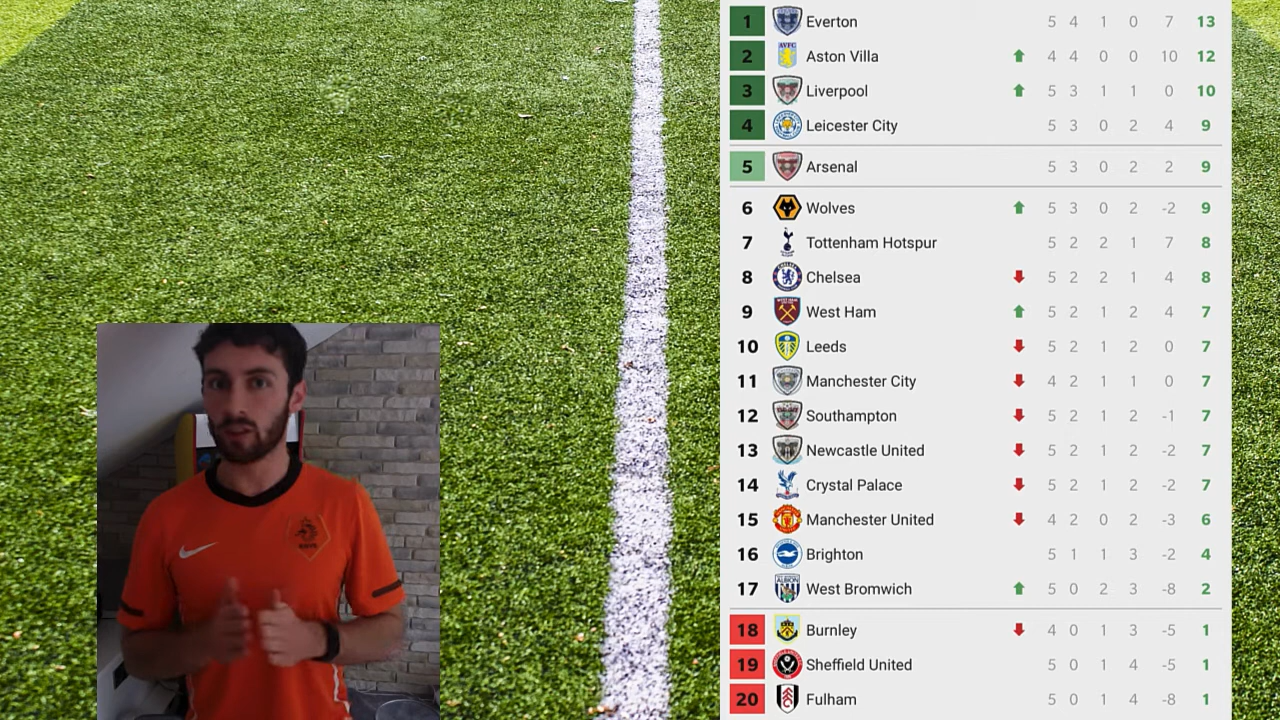 1 Everton 5 4 1 0 7 13
2 Aston Villa 4 4 0 0 10 12
3 Liverpool 5 3 1 1 0 10
4 Leicester City 5 3 0 2 4 9
5 Arsenal 5 3 0 2 2 9
6 Wolves 5 3 0 2 -2 9
7 Tottenham Hotspur 5 2 2 1 7 8
8 Chelsea 5 2 2 1 4 8
9 West Ham 5 2 1 2 4 7
10 Leeds 5 2 1 2 0 7
11 Manchester City 4 2 1 1 0 7
12 Southampton 5 2 1 2 -1 7
13 Newcastle United 5 2 1 2 -2 7
14 Crystal Palace 5 2 1 2 -2 7
15 Manchester United 4 2 0 2 -3 6
16 Brighton 5 1 1 3 -2 4
17 West Bromwich 5 0 2 3 -8 2
18 Burnley 4 0 1 3 -5 1
19 Sheffield United 5 0 1 4 -5 1
20 Fulham 5 0 1 4 -8 1